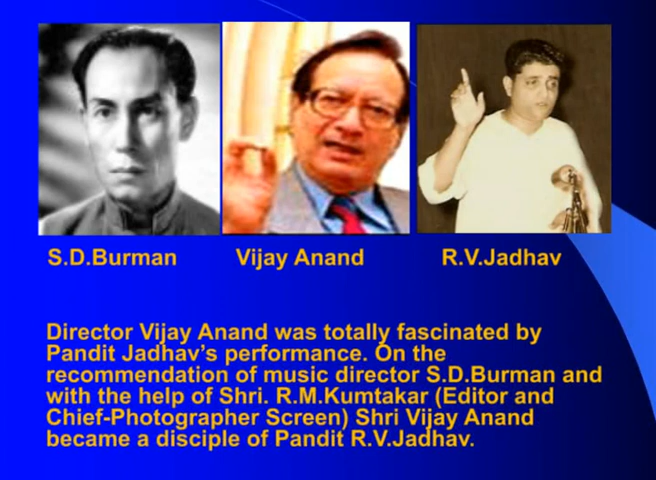 S.D.Burman Vijay Anand R.V.Jadhav
Director Vijay Anand was totally fascinated by
Pandit Jadhav's performance. On the
recommendation of music director S.D.Burman and
with the help of Shri. R.M.Kumtakar (Editor and
Chief-Photographer Screen) Shri Vijay Anand
became a disciple of Pandit R.V.Jadhav.